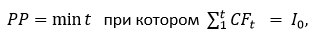 PP = min t при котором ∑₁ᵗ CFₜ = I₀,